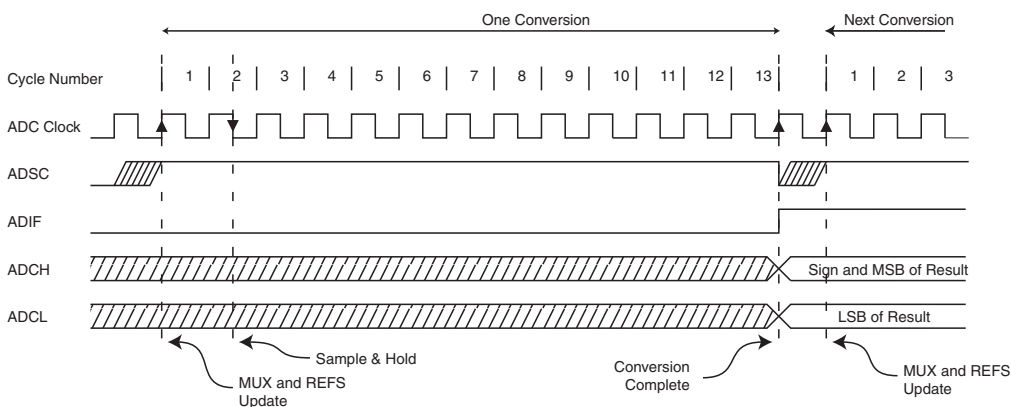 One Conversion
Next Conversion
Cycle Number 1 2 3 4 5 6 7 8 9 10 11 12 13 1 2 3
ADC Clock
ADSC
ADIF
ADCH
Sign and MSB of Result
ADCL
LSB of Result
MUX and REFS
Update
Sample & Hold
Conversion
Complete
MUX and REFS
Update